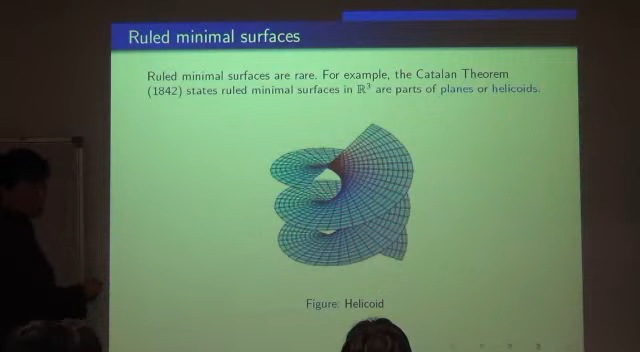 Ruled minimal surfaces
Ruled minimal surfaces are rare. For example, the Catalan Theorem
(1842) states ruled minimal surfaces in ℝ³ are parts of planes or helicoids.
Figure: Helicoid